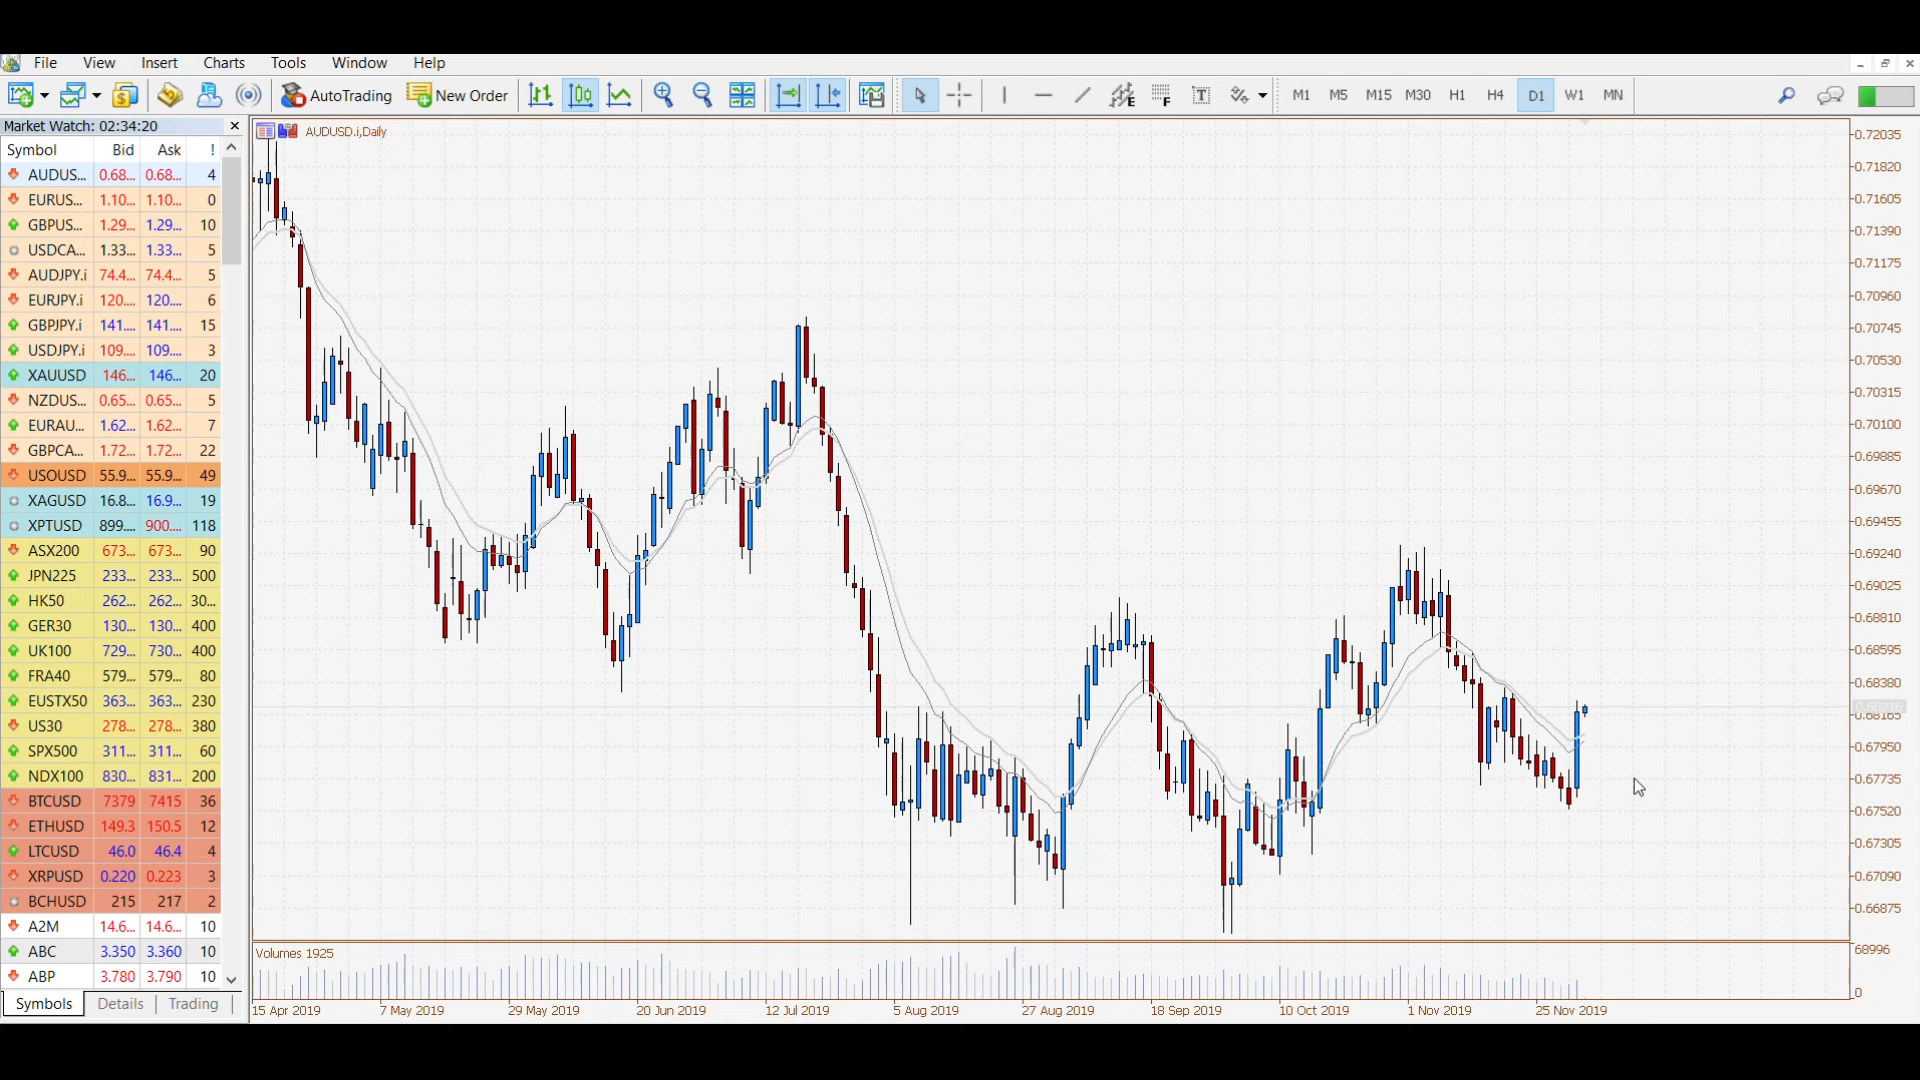 File View Insert Charts Tools Window Help
AutoTrading New Order M1 M5 M15 M30 H1 H4 D1 W1 MN
Market Watch: 02:34:20
Symbol Bid Ask !
AUDUS... 0.68... 0.68... 4
EURUS... 1.10... 1.10... 0
GBPUS... 1.29... 1.29... 10
USDCA... 1.33... 1.33... 5
AUDJPY.i 74.4... 74.4... 5
EURJPY.i 120.... 120.... 6
GBPJPY.i 141.... 141.... 15
USDJPY.i 109.... 109.... 3
XAUUSD 146... 146... 20
NZDUS... 0.65... 0.65... 5
EURAU... 1.62... 1.62... 7
GBPCA... 1.72... 1.72... 22
USOUSD 55.9... 55.9... 49
XAGUSD 16.8... 16.9... 19
XPTUSD 899.... 900.... 118
ASX200 673... 673... 90
JPN225 233... 233... 500
HK50 262... 262... 30...
GER30 130... 130... 400
UK100 729... 730... 400
FRA40 579... 579... 80
EUSTX50 363... 363... 230
US30 278... 278... 380
SPX500 311... 311... 60
NDX100 830... 831... 200
BTCUSD 7379 7415 36
ETHUSD 149.3 150.5 12
LTCUSD 46.0 46.4 4
XRPUSD 0.220 0.223 3
BCHUSD 215 217 2
A2M 14.6... 14.6... 10
ABC 3.350 3.360 10
ABP 3.780 3.790 10
Symbols Details Trading
AUDUSD.i,Daily
0.72035
0.71820
0.71605
0.71390
0.71175
0.70960
0.70745
0.70530
0.70315
0.70100
0.69885
0.69670
0.69455
0.69240
0.69025
0.68810
0.68595
0.68380
0.68216
0.68165
0.67950
0.67735
0.67520
0.67305
0.67090
0.66875
Volumes 1925
68996
0
15 Apr 2019 7 May 2019 29 May 2019 20 Jun 2019 12 Jul 2019 5 Aug 2019 27 Aug 2019 18 Sep 2019 10 Oct 2019 1 Nov 2019 25 Nov 2019